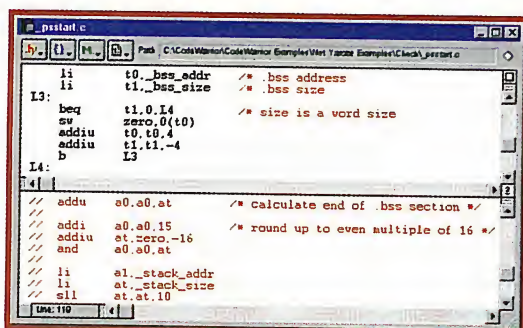 _psstart.c
Path: C:\CodeWarrior\CodeWarrior Examples\Net Yaroze Examples\Check\_psstart.c
li t0,_bss_addr /* .bss address
li t1,_bss_size /* .bss size
L3:
beq t1,0,L4 /* size is a word size
sw zero,0(t0)
addiu t0,t0,4
addiu t1,t1,-4
b L3
L4:
// addu a0,a0,at /* calculate end of .bss section */
//
// addi a0,a0,15 /* round up to even multiple of 16 */
// addiu at,zero,-16
// and a0,a0,at
//
// li a1,_stack_addr
// li at,_stack_size
// sll at,at,10
Line: 119